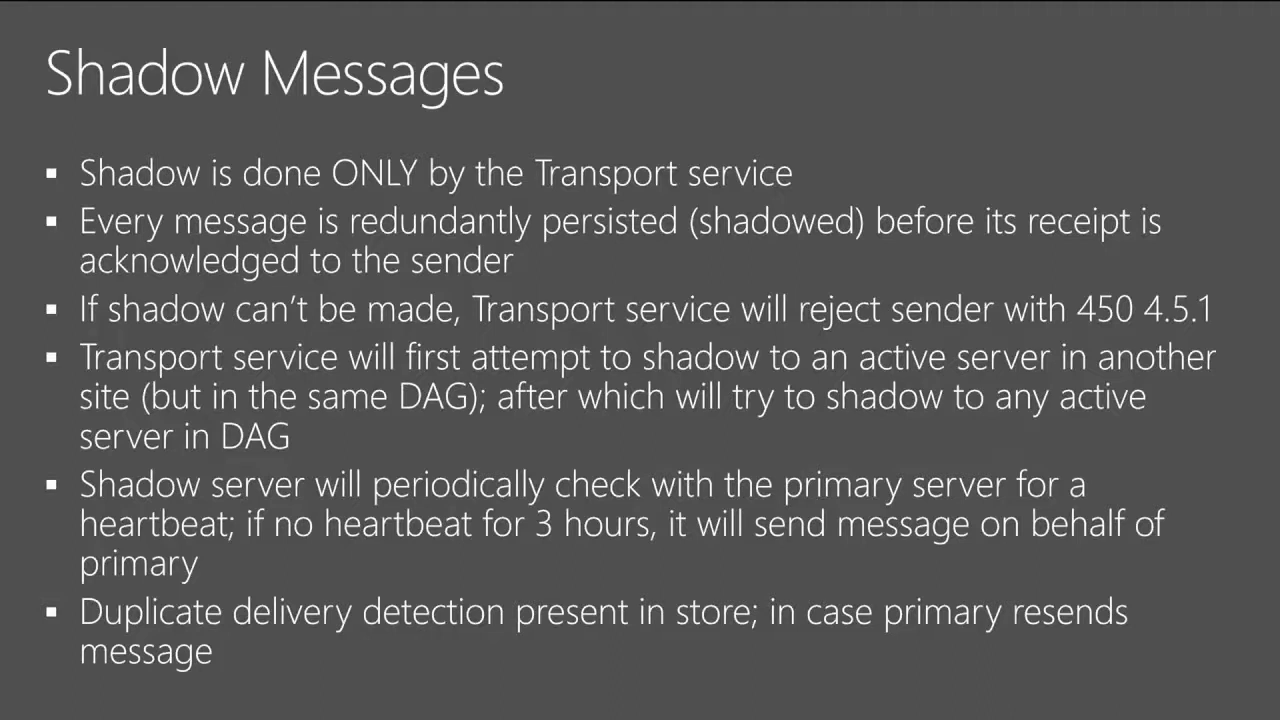 Shadow Messages
▪ Shadow is done ONLY by the Transport service
▪ Every message is redundantly persisted (shadowed) before its receipt is
acknowledged to the sender
▪ If shadow can’t be made, Transport service will reject sender with 450 4.5.1
▪ Transport service will first attempt to shadow to an active server in another
site (but in the same DAG); after which will try to shadow to any active
server in DAG
▪ Shadow server will periodically check with the primary server for a
heartbeat; if no heartbeat for 3 hours, it will send message on behalf of
primary
▪ Duplicate delivery detection present in store; in case primary resends
message